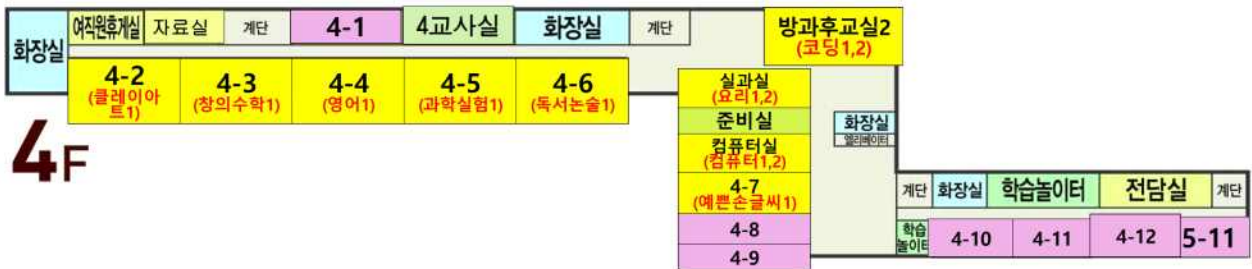 화장실
여직원휴게실
자료실
계단
4-1
4교사실
화장실
계단
방과후교실2
(코딩1,2)
4-2
(클레이아
트1)
4-3
(창의수학1)
4-4
(영어1)
4-5
(과학실험1)
4-6
(독서논술1)
4F
실과실
(요리1,2)
준비실
컴퓨터실
(컴퓨터1,2)
4-7
(예쁜손글씨1)
4-8
4-9
화장실
엘리베이터
계단
화장실
학습놀이터
전담실
계단
학습
놀이터
4-10
4-11
4-12
5-11